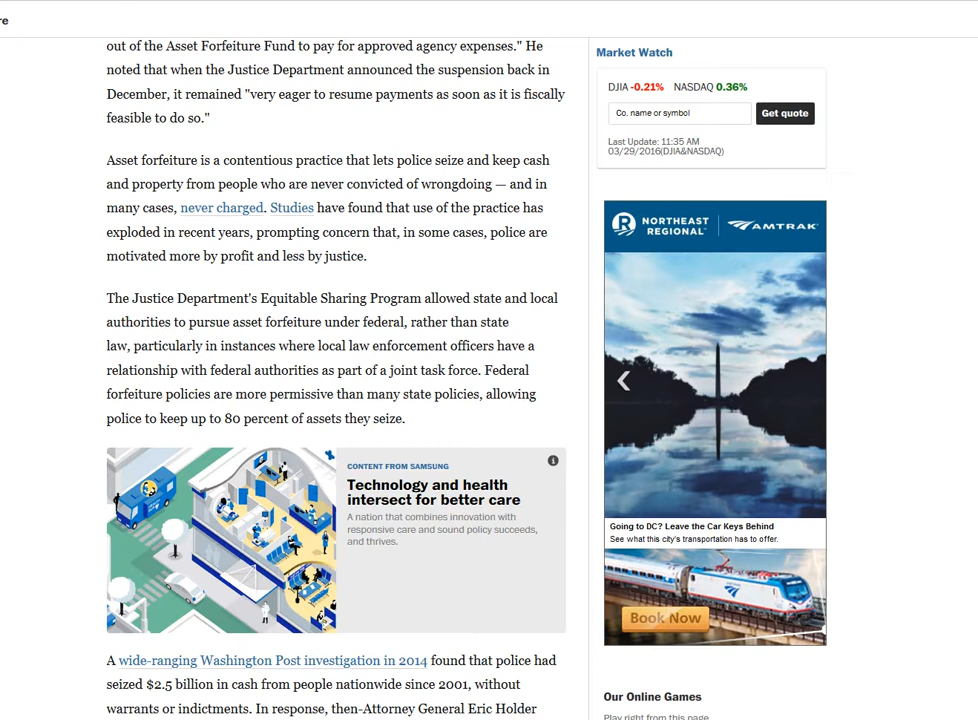 re
out of the Asset Forfeiture Fund to pay for approved agency expenses." He
noted that when the Justice Department announced the suspension back in
December, it remained "very eager to resume payments as soon as it is fiscally
feasible to do so."
Asset forfeiture is a contentious practice that lets police seize and keep cash
and property from people who are never convicted of wrongdoing — and in
many cases, never charged. Studies have found that use of the practice has
exploded in recent years, prompting concern that, in some cases, police are
motivated more by profit and less by justice.
The Justice Department's Equitable Sharing Program allowed state and local
authorities to pursue asset forfeiture under federal, rather than state
law, particularly in instances where local law enforcement officers have a
relationship with federal authorities as part of a joint task force. Federal
forfeiture policies are more permissive than many state policies, allowing
police to keep up to 80 percent of assets they seize.
CONTENT FROM SAMSUNG
Technology and health
intersect for better care
A nation that combines innovation with
responsive care and sound policy succeeds,
and thrives.
A wide-ranging Washington Post investigation in 2014 found that police had
seized $2.5 billion in cash from people nationwide since 2001, without
warrants or indictments. In response, then-Attorney General Eric Holder
Market Watch
DJIA -0.21% NASDAQ 0.36%
Co. name or symbol
Get quote
Last Update: 11:35 AM
03/29/2016(DJIA&NASDAQ)
R NORTHEAST
REGIONAL
AMTRAK
Going to DC? Leave the Car Keys Behind
See what this city's transportation has to offer.
Book Now
Our Online Games
Play right from this page